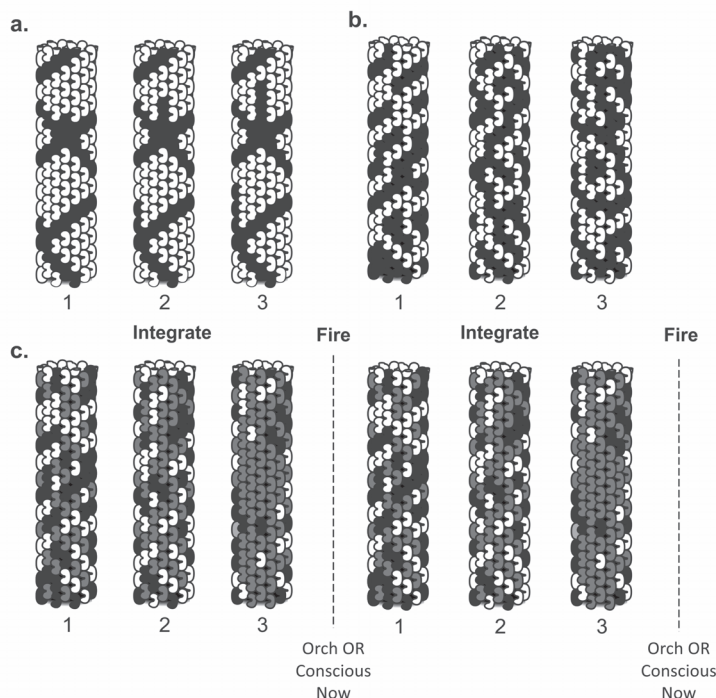 a.
b.
1 2 3
1 2 3
Integrate Fire Integrate Fire
c.
1 2 3
1 2 3
Orch OR
Conscious
Now
Orch OR
Conscious
Now